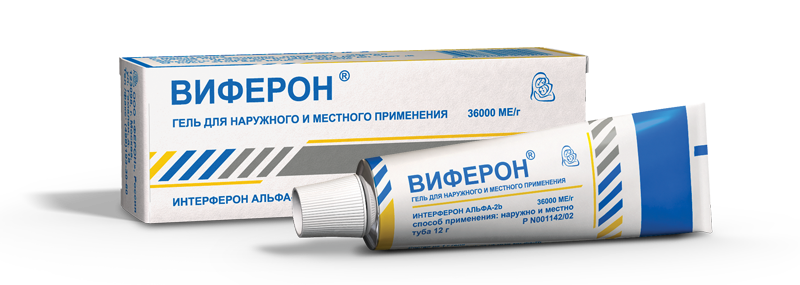 ВИФЕРОН®
ГЕЛЬ ДЛЯ НАРУЖНОГО И МЕСТНОГО ПРИМЕНЕНИЯ 36000 МЕ/г
ИНТЕРФЕРОН АЛЬФА-
ВИФЕРОН®
ГЕЛЬ ДЛЯ НАРУЖНОГО И МЕСТНОГО ПРИМЕНЕНИЯ
ИНТЕРФЕРОН АЛЬФА-2b 36000 МЕ/г
способ применения: наружно и местно
туба 12 г Р N001142/02